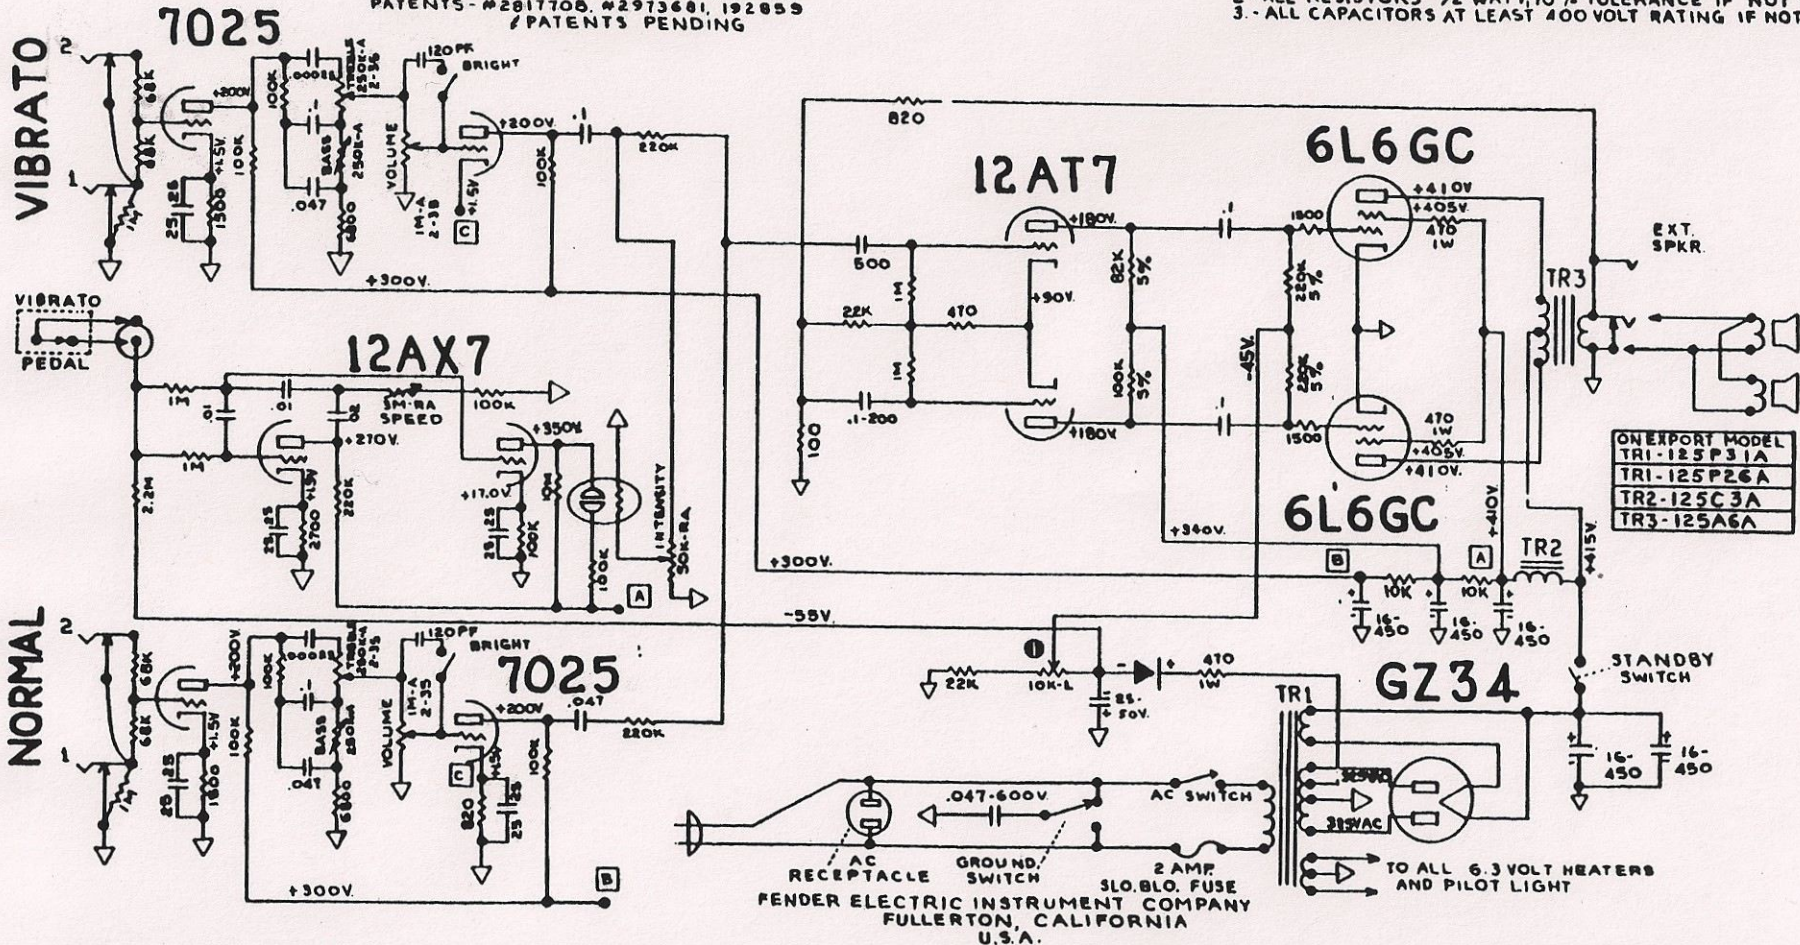 PATENTS-#2817708, #2973681, 192859
PATENTS PENDING
3.-ALL CAPACITORS AT LEAST 400 VOLT RATING IF NOT
VIBRATO
2
1
7025
68K
68K
+200V.
+1.5V
100K
25-25
1500
100K
.1
.047
TREBLE
250K-A
2-35
BASS
250K-A
6800
120PF
BRIGHT
VOLUME
1M-A
2-35
+200V.
+1.5V
C
100K
.1
220K
+300V.
820
12AT7
+180V.
500
1M
22K
470
+90V.
1M
.1-200
100
+180V.
82K
5%
100K
5%
.1
.1
1500
220K
5%
220K
5%
1500
-45V.
6L6GC
+410V
+405V.
470
1W
470
1W
+405V.
+410V.
6L6GC
TR3
EXT.
SPKR.
ON EXPORT MODEL
TR1-125P31A
TR1-125P26A
TR2-125C3A
TR3-125A6A
VIBRATO
PEDAL
12AX7
1M
.01
.01
.02
3M-RA
SPEED
100K
1M
2.2M
+270V.
25-25
2700
220K
+350V.
+17.0V.
25-25
100K
10M
100K
INTENSITY
50K-RA
A
-55V.
+340V.
+300V.
B
A
+410V.
TR2
+415V.
10K
10K
16-
450
16-
450
16-
450
NORMAL
2
1
68K
68K
+200V.
+1.5V
100K
25-25
1500
100K
.1
.047
TREBLE
2-35
BASS
6800
120PF
BRIGHT
VOLUME
1M-A
2-35
7025
+200V
C
820
25-25
100K
.047
220K
+300V.
B
22K
10K-L
1
25-
50V.
- +
470
1W
TR1
GZ34
STANDBY
SWITCH
16-
450
16-
450
325VAC
AC SWITCH
.047-600V.
AC
RECEPTACLE
GROUND
SWITCH
2 AMP.
SLO.BLO. FUSE
TO ALL 6.3 VOLT HEATERS
AND PILOT LIGHT
FENDER ELECTRIC INSTRUMENT COMPANY
FULLERTON, CALIFORNIA
U.S.A.